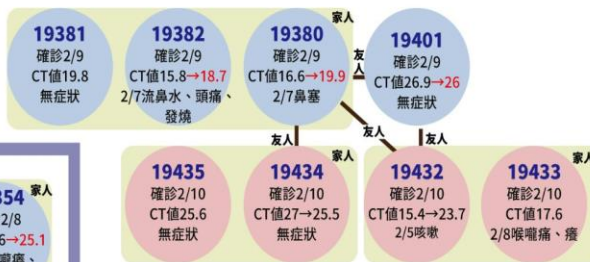 家人
19381
確診2/9
CT值19.8
無症狀
19382
確診2/9
CT值15.8→18.7
2/7流鼻水、頭痛、
發燒
19380
確診2/9
CT值16.6→19.9
2/7鼻塞
友人
19401
確診2/9
CT值26.9→26
無症狀
友人
家人
友人
友人
家人
19435
確診2/10
CT值25.6
無症狀
19434
確診2/10
CT值27→25.5
無症狀
19432
確診2/10
CT值15.4→23.7
2/5咳嗽
19433
確診2/10
CT值17.6
2/8喉嚨痛、癢
家人
354
2/8
6→25.1